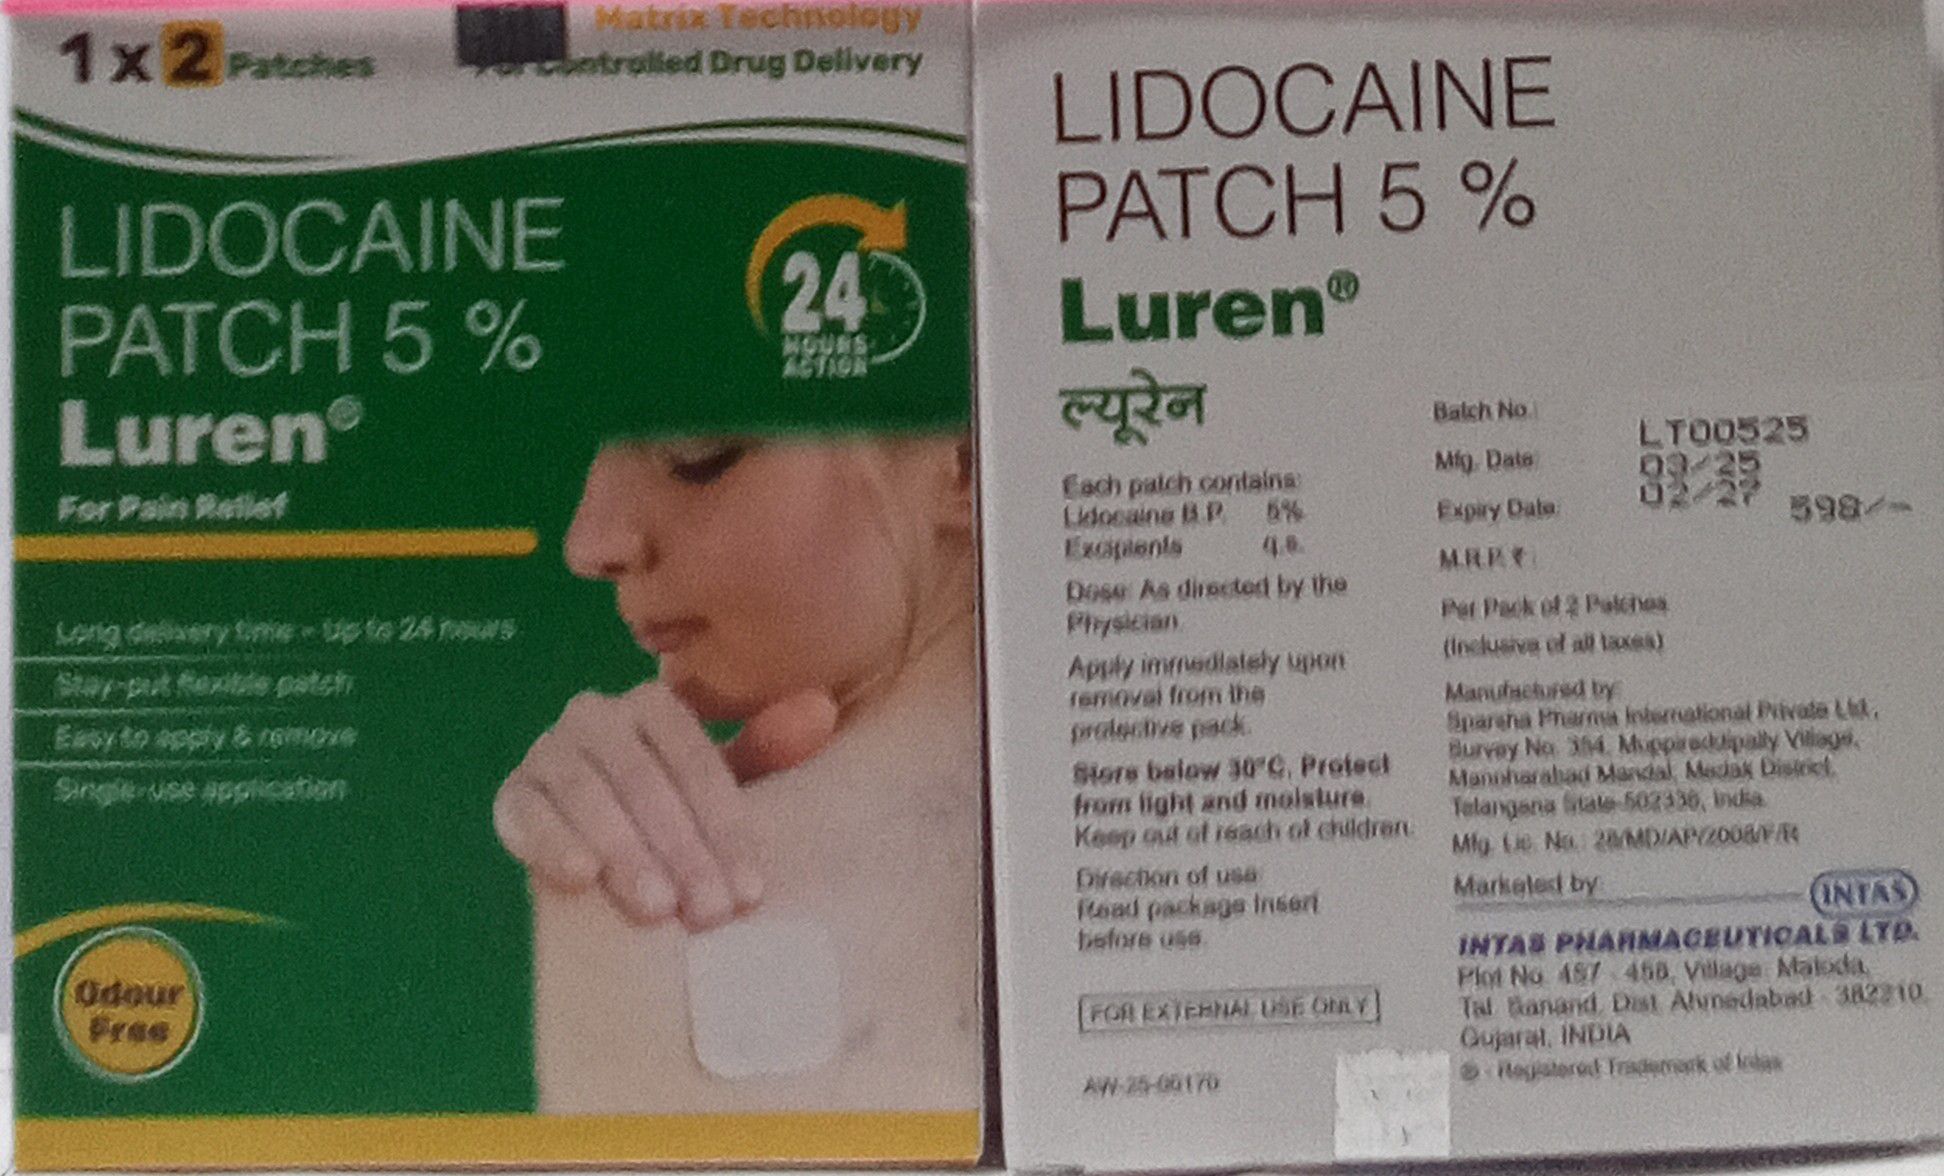 1 x 2 Patches
Matrix Technology
Controlled Drug Delivery
LIDOCAINE
PATCH 5 %
Luren®
For Pain Relief
24
HOURS
ACTION
Long delivery time - Up to 24 hours
Stay-put flexible patch
Easy to apply & remove
Single-use application
Odour
Free
LIDOCAINE
PATCH 5 %
Luren®
ल्यूरेन
Each patch contains:
Lidocaine B.P. 5%
Excipients q.s.
Dose: As directed by the
Physician.
Apply immediately upon
removal from the
protective pack.
Store below 30°C, Protect
from light and moisture.
Keep out of reach of children.
Direction of use:
Read package insert
before use.
FOR EXTERNAL USE ONLY
AW-25-00170
Batch No.: LT00525
Mfg. Date: 03/25
Expiry Date: 02/27
M.R.P. ₹ : 598/-
Per Pack of 2 Patches
(Inclusive of all taxes)
Manufactured by:
Sparsha Pharma International Private Ltd.,
Survey No. 354, Muppireddipally Village,
Mandal, Medak District,
Telangana State-502336, India.
Mfg. Lic. No.: 28/MD/AP/2008/F/R
Marketed by:
INTAS
INTAS PHARMACEUTICALS LTD.
Plot No. 457 - 458, Village: Matoda,
Tal. Sanand, Dist. Ahmedabad - 382210.
Gujarat, INDIA
® - Registered Trademark of Intas